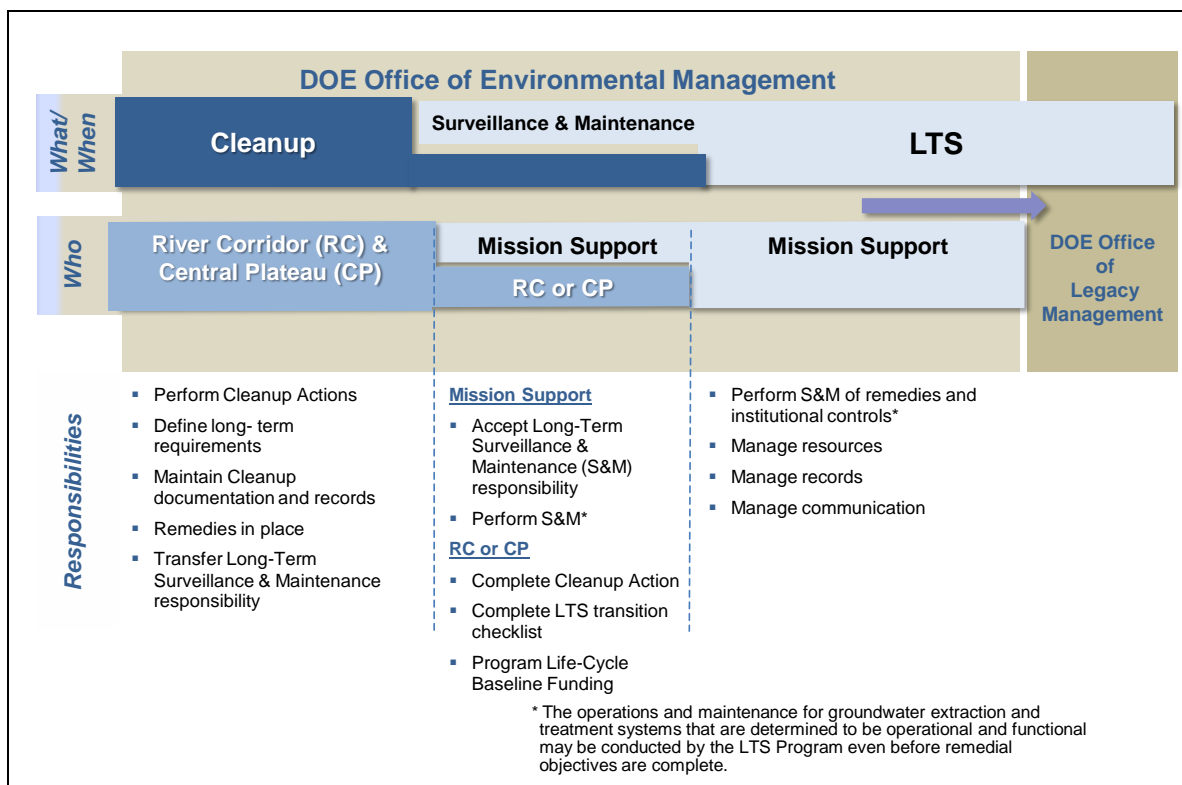 DOE Office of Environmental Management
What/
When
Cleanup
Surveillance & Maintenance
LTS
Who
River Corridor (RC) &
Central Plateau (CP)
Mission Support
RC or CP
Mission Support
DOE Office
of
Legacy
Management
Responsibilities
▪ Perform Cleanup Actions
▪ Define long- term
requirements
▪ Maintain Cleanup
documentation and records
▪ Remedies in place
▪ Transfer Long-Term
Surveillance & Maintenance
responsibility
Mission Support
▪ Accept Long-Term
Surveillance &
Maintenance (S&M)
responsibility
▪ Perform S&M*
RC or CP
▪ Complete Cleanup Action
▪ Complete LTS transition
checklist
▪ Program Life-Cycle
Baseline Funding
▪ Perform S&M of remedies and
institutional controls*
▪ Manage resources
▪ Manage records
▪ Manage communication
* The operations and maintenance for groundwater extraction and
treatment systems that are determined to be operational and functional
may be conducted by the LTS Program even before remedial
objectives are complete.